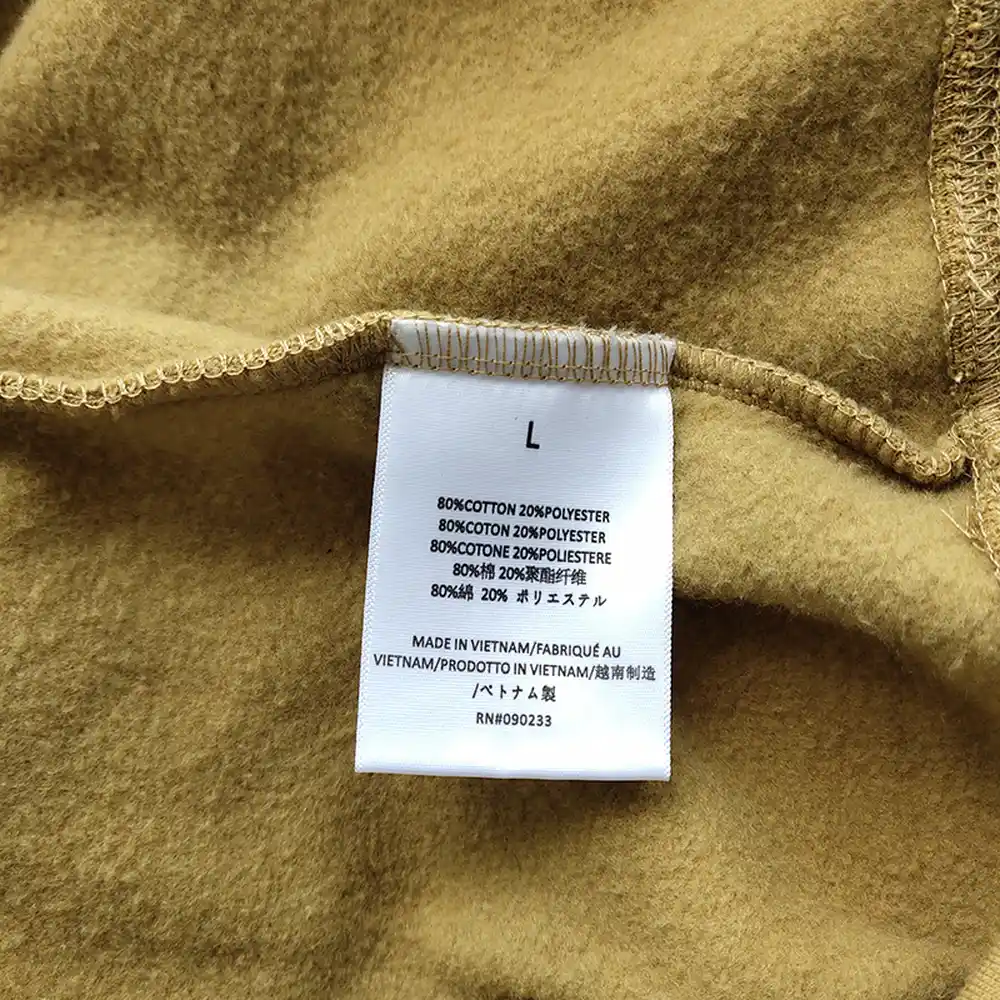 L
80%COTTON 20%POLYESTER
80%COTON 20%POLYESTER
80%COTONE 20%POLIESTERE
80%棉 20%聚酯纤维
80%綿 20% ポリエステル
MADE IN VIETNAM/FABRIQUÉ AU
VIETNAM/PRODOTTO IN VIETNAM/越南制造
/ベトナム製
RN#090233